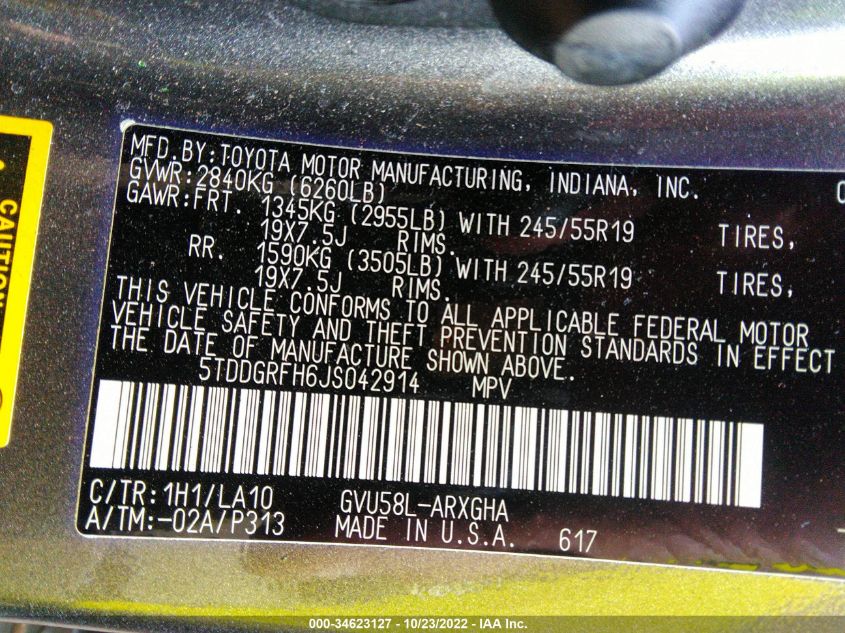 MFD.BY:TOYOTA MOTOR MANUFACTURING, INDIANA, INC.
GVWR:2840KG (6260LB)
GAWR:FRT. 1345KG (2955LB) WITH 245/55R19 TIRES,
19X7.5J RIMS.
RR. 1590KG (3505LB) WITH 245/55R19 TIRES,
19X7.5J RIMS.
THIS VEHICLE CONFORMS TO ALL APPLICABLE FEDERAL MOTOR
VEHICLE SAFETY AND THEFT PREVENTION STANDARDS IN EFFECT
THE DATE OF MANUFACTURE SHOWN ABOVE.
5TDDGRFH6JS042914 MPV
C/TR:1H1/LA10 GVU58L-ARXGHA
A/TM:-02A/P313 MADE IN U.S.A. 617
CAUTION
000-34623127 - 10/23/2022 - IAA Inc.